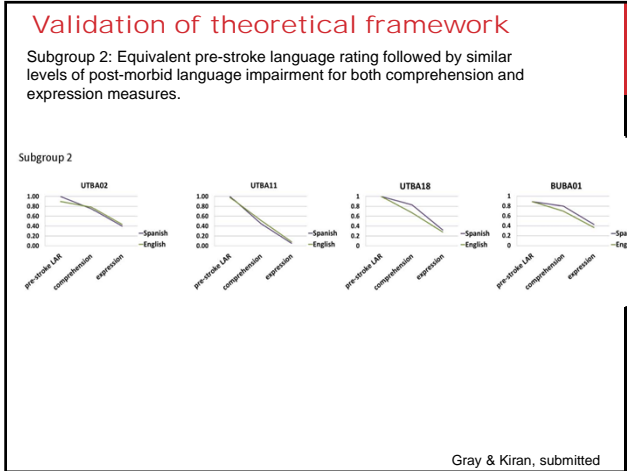 Validation of theoretical framework
Subgroup 2: Equivalent pre-stroke language rating followed by similar
levels of post-morbid language impairment for both comprehension and
expression measures.
Subgroup 2
UTBA02
1.00
0.80
0.60
0.40
0.20
0.00
Spanish
English
pre-stroke LAR
comprehension
expression
UTBA11
1.00
0.80
0.60
0.40
0.20
0.00
Spanish
English
pre-stroke LAR
comprehension
expression
UTBA18
1
0.8
0.6
0.4
0.2
0
Spanish
English
pre-stroke LAR
comprehension
expression
BUBA01
1
0.8
0.6
0.4
0.2
0
Spa
Eng
pre-stroke LAR
comprehension
expression
Gray & Kiran, submitted